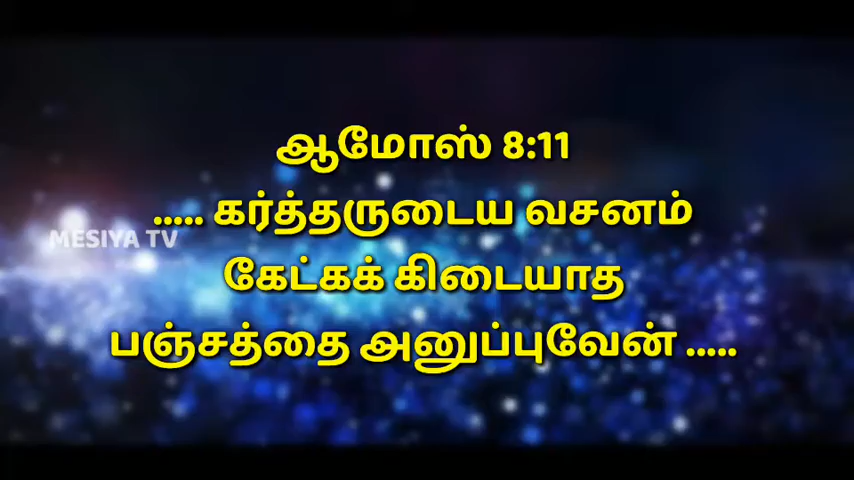 ஆமோஸ் 8:11
..... கர்த்தருடைய வசனம்
MESIYA TV
கேட்கக் கிடையாத
பஞ்சத்தை அனுப்புவேன் .....